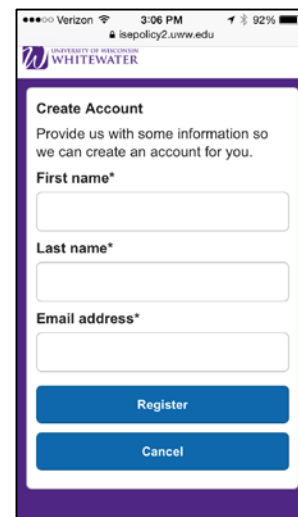 Verizon 3:06 PM 92%
isepolicy2.uww.edu
W UNIVERSITY OF WISCONSIN
WHITEWATER
Create Account
Provide us with some information so
we can create an account for you.
First name*
Last name*
Email address*
Register
Cancel